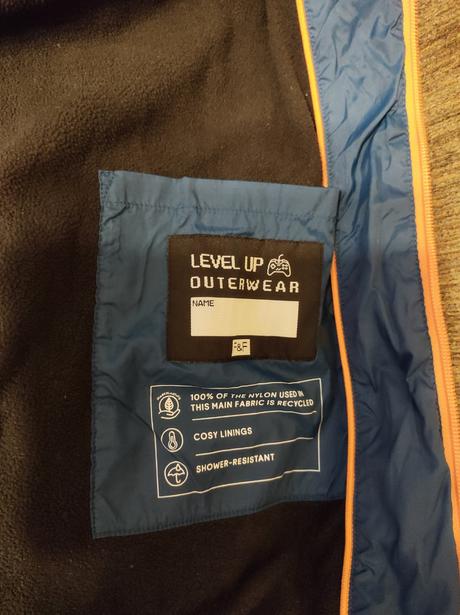 LEVEL UP
OUTERWEAR
NAME
F&F
100% OF THE NYLON USED IN
THIS MAIN FABRIC IS RECYCLED
COSY LININGS
SHOWER-RESISTANT